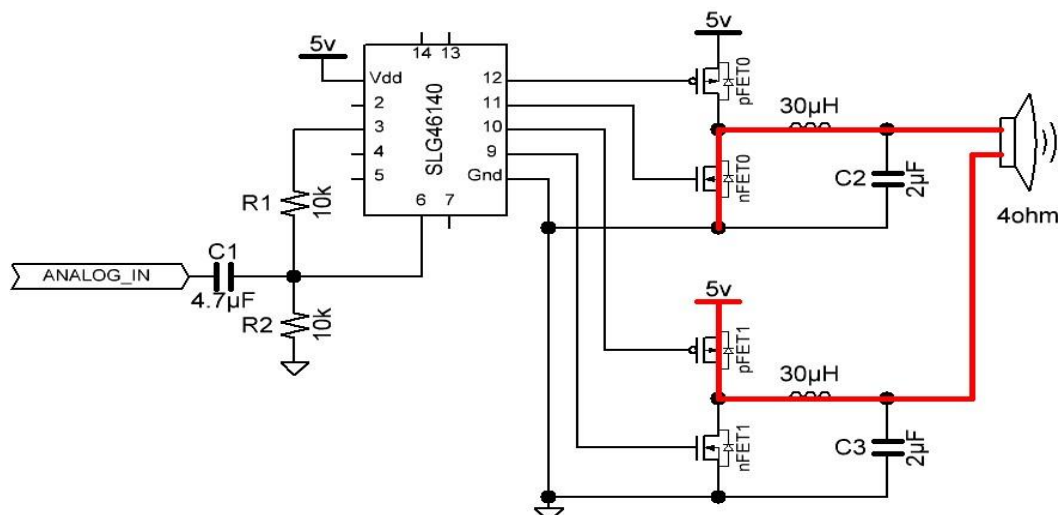 5v
5v
14
13
Vdd
12
pFET0
2
11
30µH
3
SLG46140
10
4
9
nFET0
C2
2µF
5
Gnd
R1
10k
6
7
4ohm
C1
ANALOG_IN
4.7µF
5v
R2
10k
pFET1
30µH
C3
2µF
nFET1